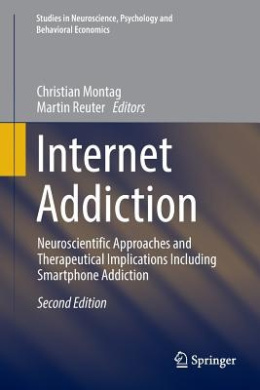 Studies in Neuroscience, Psychology and
Behavioral Economics
Christian Montag
Martin Reuter Editors
Internet
Addiction
Neuroscientific Approaches and
Therapeutical Implications Including
Smartphone Addiction
Second Edition
Springer